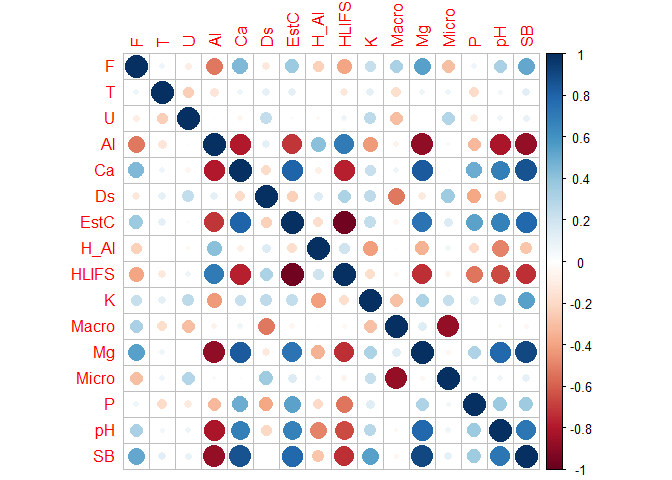 F T U Al Ca Ds EstC H_Al HLIFS K Macro Mg Micro P pH SB
F
T
U
Al
Ca
Ds
EstC
H_Al
HLIFS
K
Macro
Mg
Micro
P
pH
SB
1
0.8
0.6
0.4
0.2
0
-0.2
-0.4
-0.6
-0.8
-1